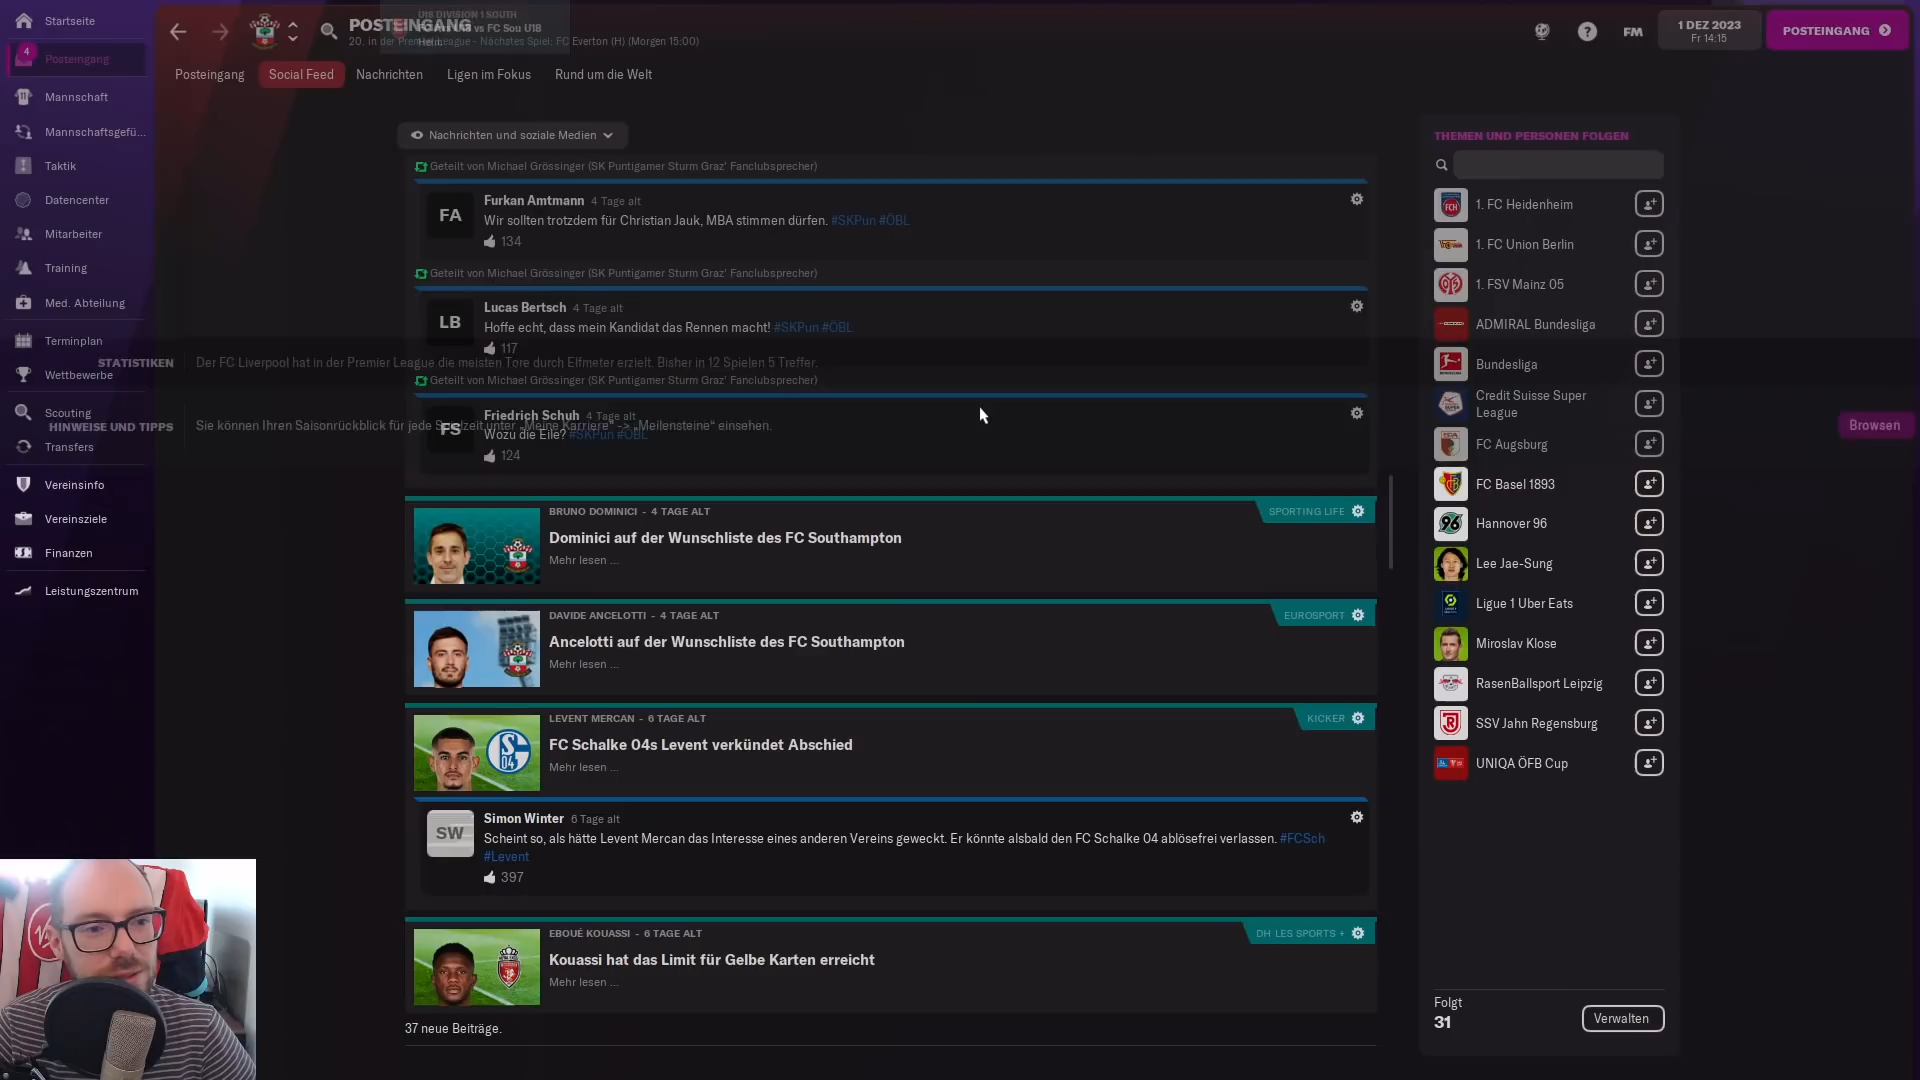 Startseite
4
Posteingang
Mannschaft
Mannschaftsgefü...
Taktik
Datencenter
Mitarbeiter
Training
Med. Abteilung
Terminplan
Wettbewerbe
Scouting
Transfers
Vereinsinfo
Vereinsziele
Finanzen
Leistungszentrum
POSTEINGANG
20. in der Premier League - Nächstes Spiel: FC Everton (H) (Morgen 15:00)
U18 DIVISION 1 SOUTH
vs FC Sou U18
FM
1 DEZ 2023
Fr 14:15
POSTEINGANG
Posteingang
Social Feed
Nachrichten
Ligen im Fokus
Rund um die Welt
Nachrichten und soziale Medien
Geteilt von Michael Grössinger (SK Puntigamer Sturm Graz' Fanclubsprecher)
FA
Furkan Amtmann 4 Tage alt
Wir sollten trotzdem für Christian Jauk, MBA stimmen dürfen. #SKPun #ÖBL
134
Geteilt von Michael Grössinger (SK Puntigamer Sturm Graz' Fanclubsprecher)
LB
Lucas Bertsch 4 Tage alt
Hoffe echt, dass mein Kandidat das Rennen macht! #SKPun #ÖBL
117
STATISTIKEN
Der FC Liverpool hat in der Premier League die meisten Tore durch Elfmeter erzielt. Bisher in 12 Spielen 5 Treffer.
Geteilt von Michael Grössinger (SK Puntigamer Sturm Graz' Fanclubsprecher)
FS
Friedrich Schuh 4 Tage alt
HINWEISE UND TIPPS
Sie können Ihren Saisonrückblick für jede Spielzeit unter „Meine Karriere“ -> „Meilensteine“ einsehen.
Browsen
Wozu die Eile? #SKPun #ÖBL
124
BRUNO DOMINICI - 4 TAGE ALT
SPORTING LIFE
Dominici auf der Wunschliste des FC Southampton
Mehr lesen ...
DAVIDE ANCELOTTI - 4 TAGE ALT
EUROSPORT
Ancelotti auf der Wunschliste des FC Southampton
Mehr lesen ...
LEVENT MERCAN - 6 TAGE ALT
KICKER
FC Schalke 04s Levent verkündet Abschied
Mehr lesen ...
SW
Simon Winter 6 Tage alt
Scheint so, als hätte Levent Mercan das Interesse eines anderen Vereins geweckt. Er könnte alsbald den FC Schalke 04 ablösefrei verlassen. #FCSch
#Levent
397
EBOUÉ KOUASSI - 6 TAGE ALT
DH LES SPORTS +
Kouassi hat das Limit für Gelbe Karten erreicht
Mehr lesen ...
37 neue Beiträge.
THEMEN UND PERSONEN FOLGEN
1. FC Heidenheim
1. FC Union Berlin
1. FSV Mainz 05
ADMIRAL Bundesliga
Bundesliga
Credit Suisse Super
League
FC Augsburg
FC Basel 1893
Hannover 96
Lee Jae-Sung
Ligue 1 Uber Eats
Miroslav Klose
RasenBallsport Leipzig
SSV Jahn Regensburg
UNIQA ÖFB Cup
Folgt
31
Verwalten